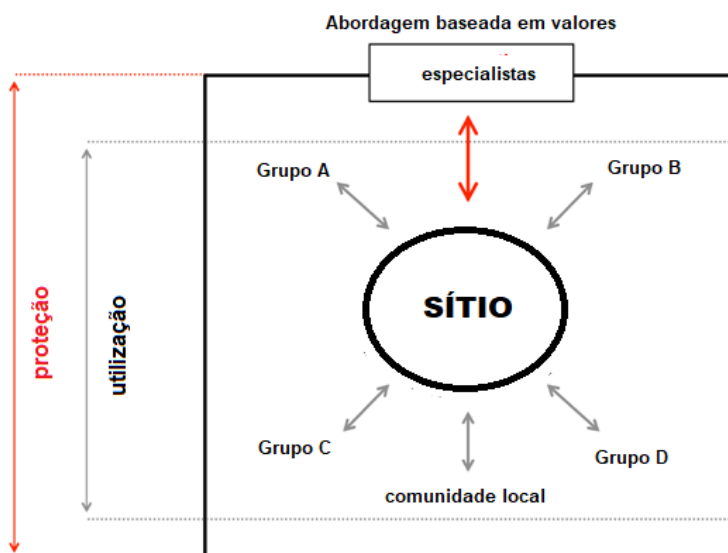 Abordagem baseada em valores
especialistas
Grupo A
Grupo B
SÍTIO
proteção
utilização
Grupo C
Grupo D
comunidade local